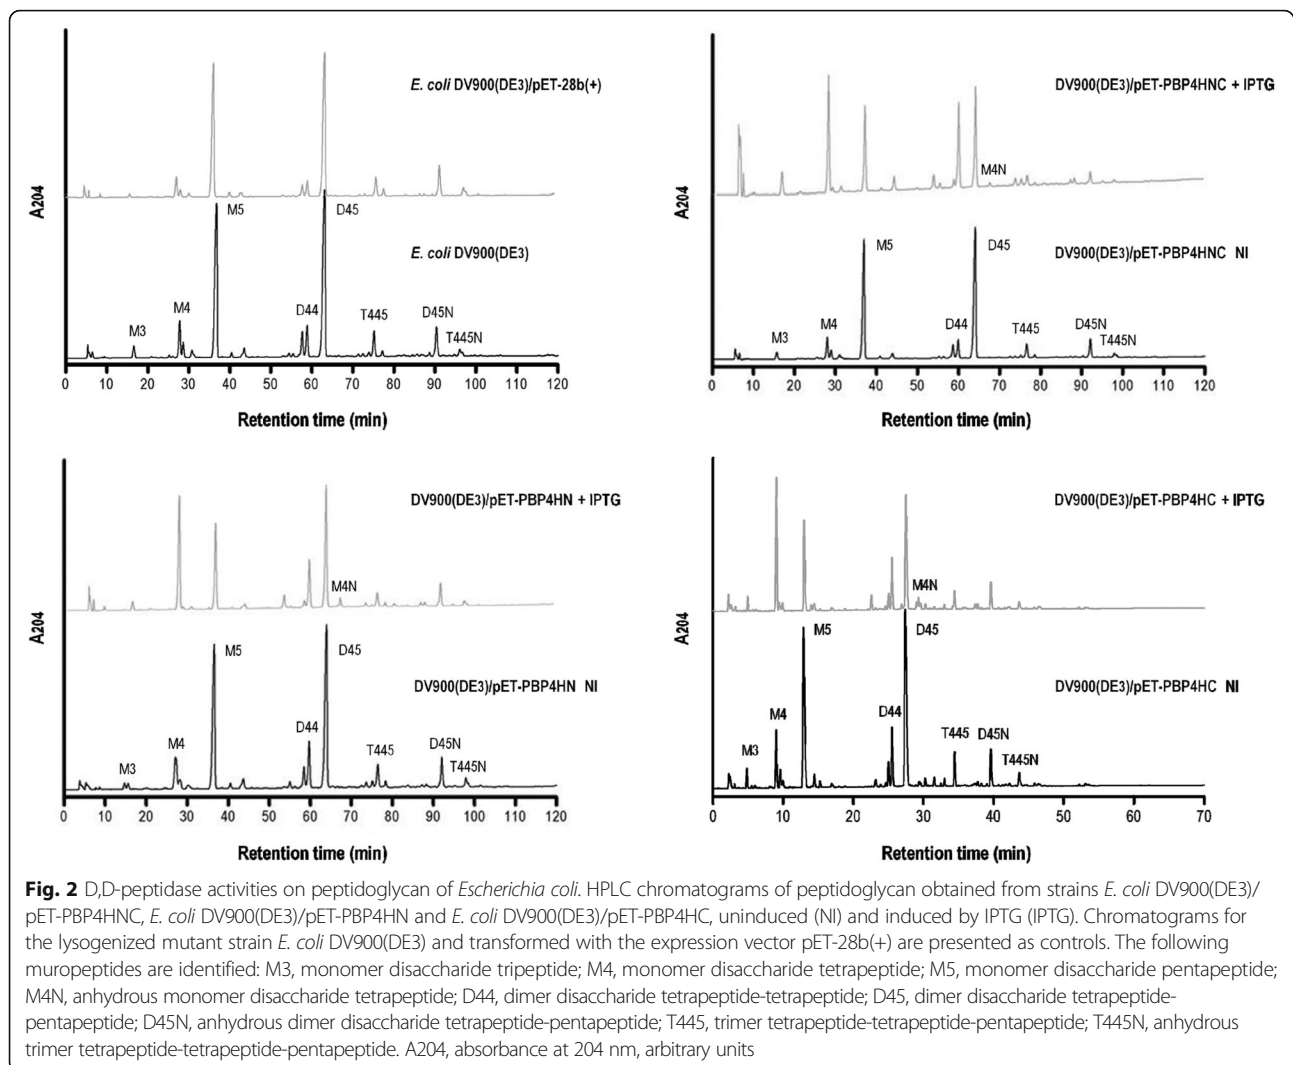 E. coli DV900(DE3)/pET-28b(+)
A204
M5
D45
E. coli DV900(DE3)
M3
M4
D44
T445
D45N
T445N
0 10 20 30 40 50 60 70 80 90 100 110 120
Retention time (min)
DV900(DE3)/pET-PBP4HNC + IPTG
A204
M4N
M5
D45
DV900(DE3)/pET-PBP4HNC NI
M3
M4
D44
T445
D45N
T445N
0 10 20 30 40 50 60 70 80 90 100 110 120
Retention time (min)
DV900(DE3)/pET-PBP4HN + IPTG
A204
M4N
M5
D45
DV900(DE3)/pET-PBP4HN NI
M3
M4
D44
T445
D45N
T445N
0 10 20 30 40 50 60 70 80 90 100 110 120
Retention time (min)
DV900(DE3)/pET-PBP4HC + IPTG
A204
M4N
M5
D45
DV900(DE3)/pET-PBP4HC NI
M3
M4
D44
T445
D45N
T445N
0 10 20 30 40 50 60 70
Retention time (min)
Fig. 2 D,D-peptidase activities on peptidoglycan of Escherichia coli. HPLC chromatograms of peptidoglycan obtained from strains E. coli DV900(DE3)/
pET-PBP4HNC, E. coli DV900(DE3)/pET-PBP4HN and E. coli DV900(DE3)/pET-PBP4HC, uninduced (NI) and induced by IPTG (IPTG). Chromatograms for
the lysogenized mutant strain E. coli DV900(DE3) and transformed with the expression vector pET-28b(+) are presented as controls. The following
muropeptides are identified: M3, monomer disaccharide tripeptide; M4, monomer disaccharide tetrapeptide; M5, monomer disaccharide pentapeptide;
M4N, anhydrous monomer disaccharide tetrapeptide; D44, dimer disaccharide tetrapeptide-tetrapeptide; D45, dimer disaccharide tetrapeptide-
pentapeptide; D45N, anhydrous dimer disaccharide tetrapeptide-pentapeptide; T445, trimer tetrapeptide-tetrapeptide-pentapeptide; T445N, anhydrous
trimer tetrapeptide-tetrapeptide-pentapeptide. A204, absorbance at 204 nm, arbitrary units